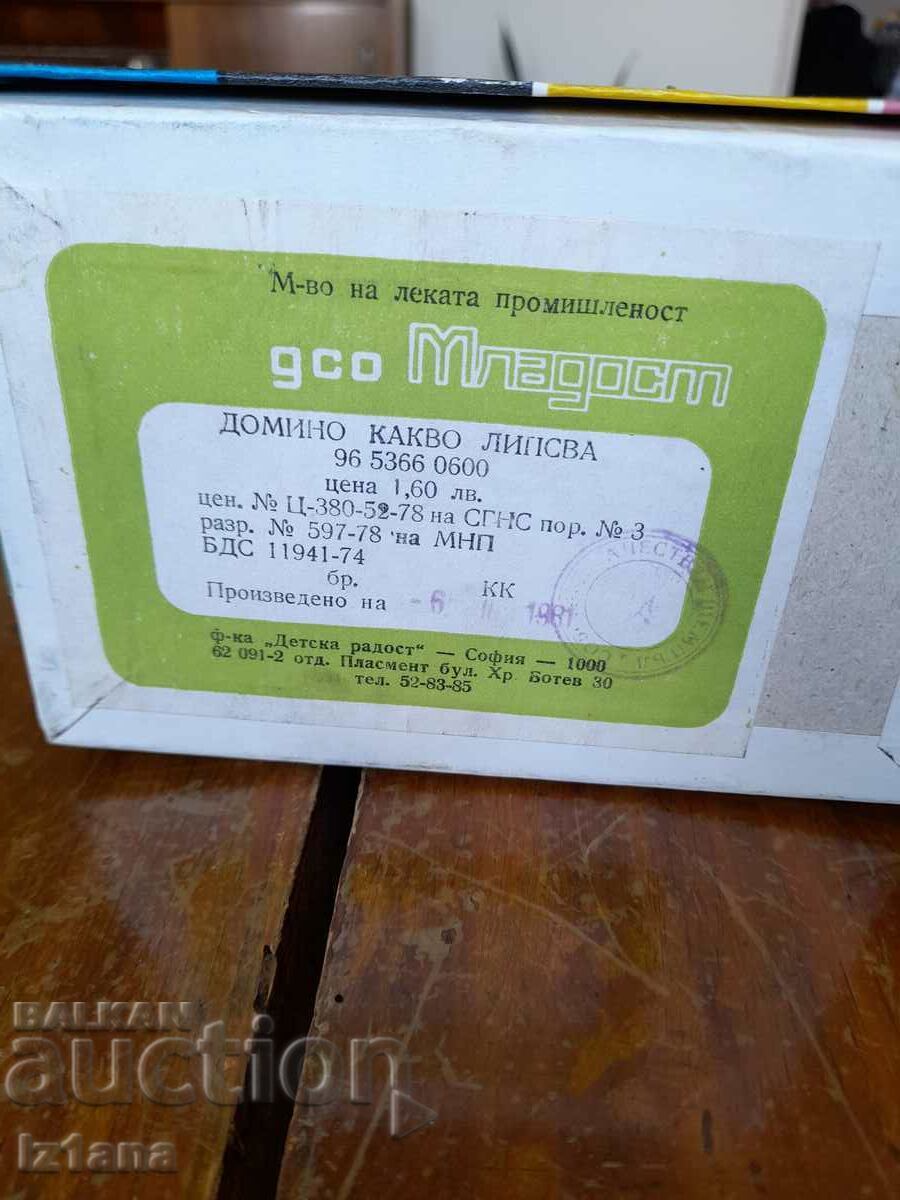 М-во на леката промишленост
дсо Младост
ДОМИНО КАКВО ЛИПСВА
96 5366 0600
цена 1,60 лв.
цен. № Ц-380-52-78 на СГНС пор. № 3
разр. № 597-78 на МНП
БДС 11941-74
бр. КК
Произведено на - 6 II 1981
ф-ка „Детска радост" — София — 1000
62 091-2 отд. Пласмент бул. Хр. Ботев 30
тел. 52-83-85
BALKAN
auction
Iz1ana